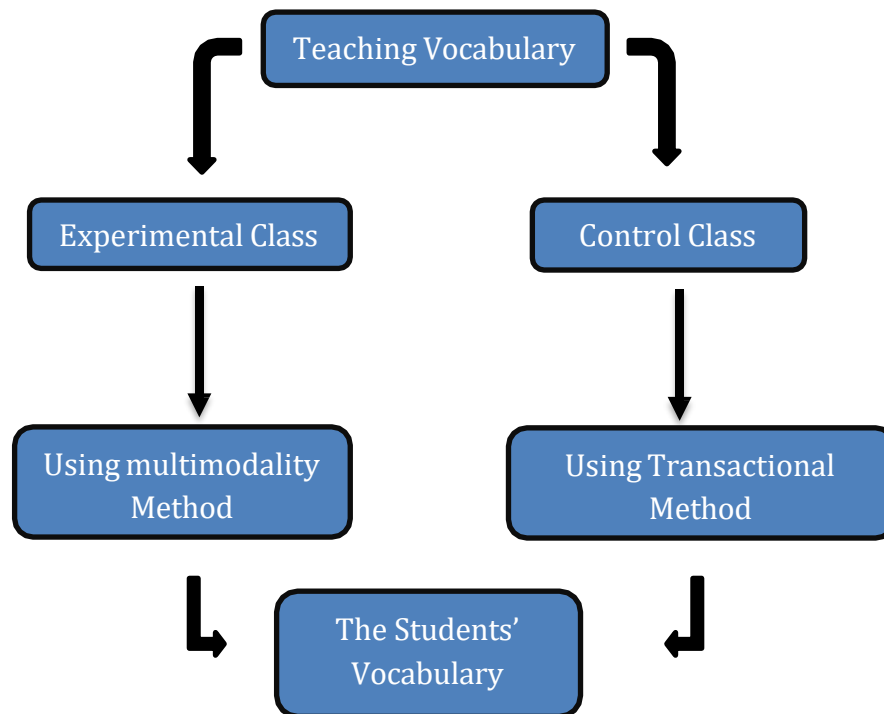 Teaching Vocabulary
Experimental Class
Control Class
Using multimodality
Method
Using Transactional
Method
The Students’
Vocabulary